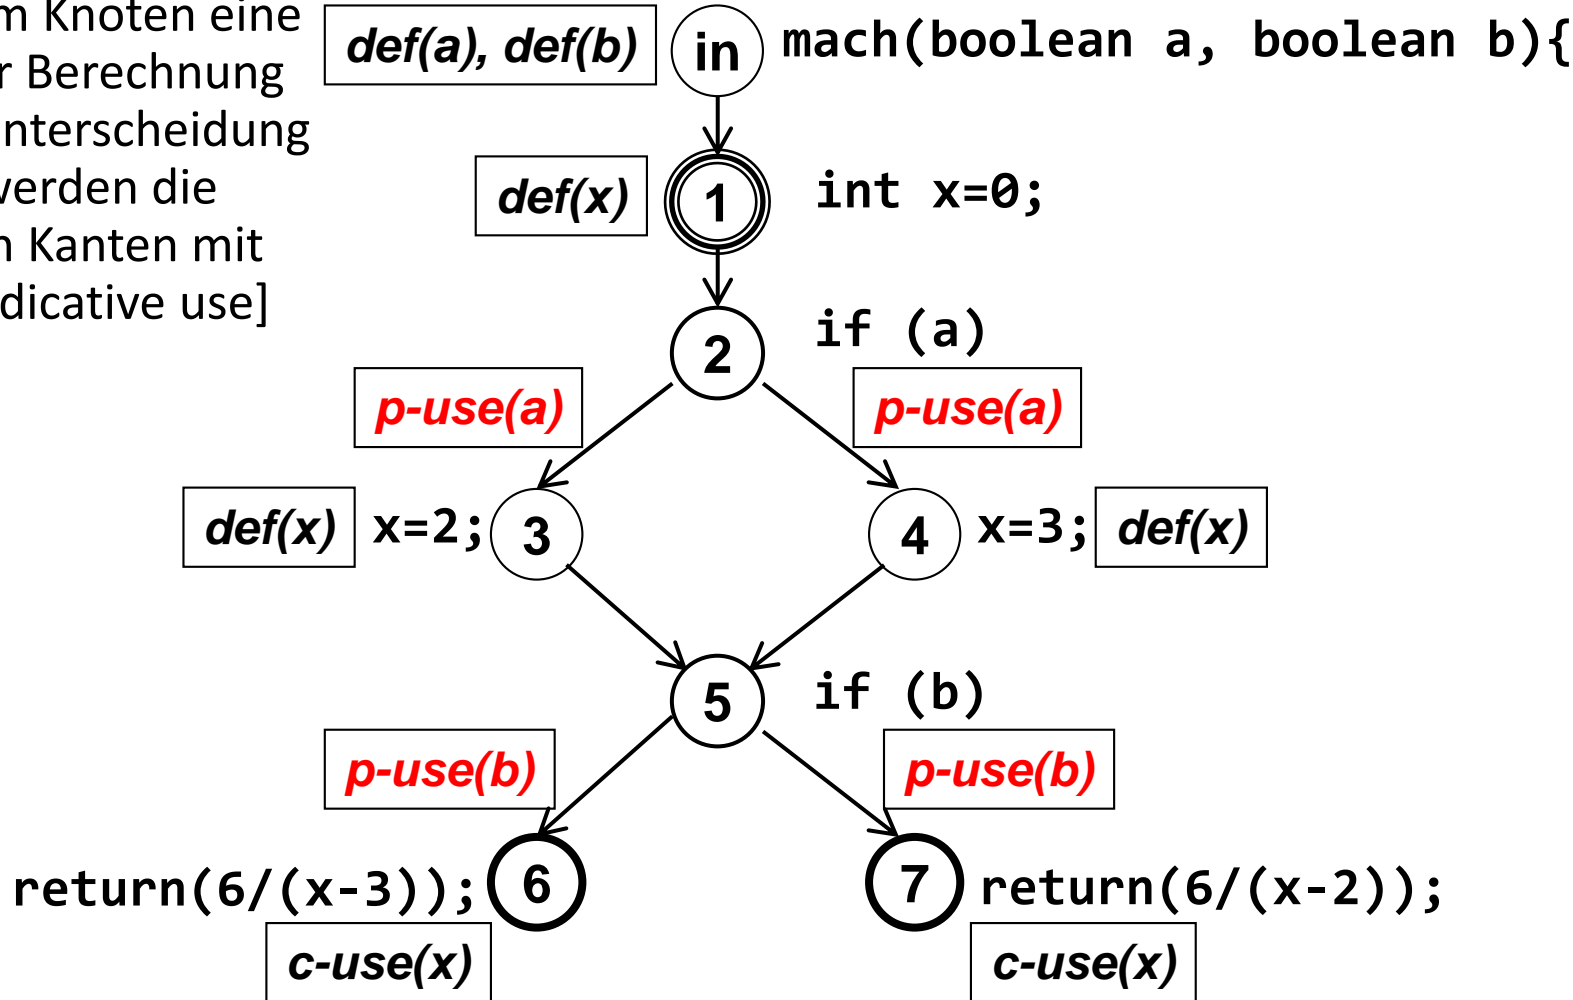 m Knoten eine
r Berechnung
nterscheidung
werden die
n Kanten mit
dicative use]
def(a), def(b) in mach(boolean a, boolean b){
def(x) 1 int x=0;
2 if (a)
p-use(a) p-use(a)
def(x) x=2; 3 4 x=3; def(x)
5 if (b)
p-use(b) p-use(b)
return(6/(x-3)); 6 7 return(6/(x-2));
c-use(x) c-use(x)